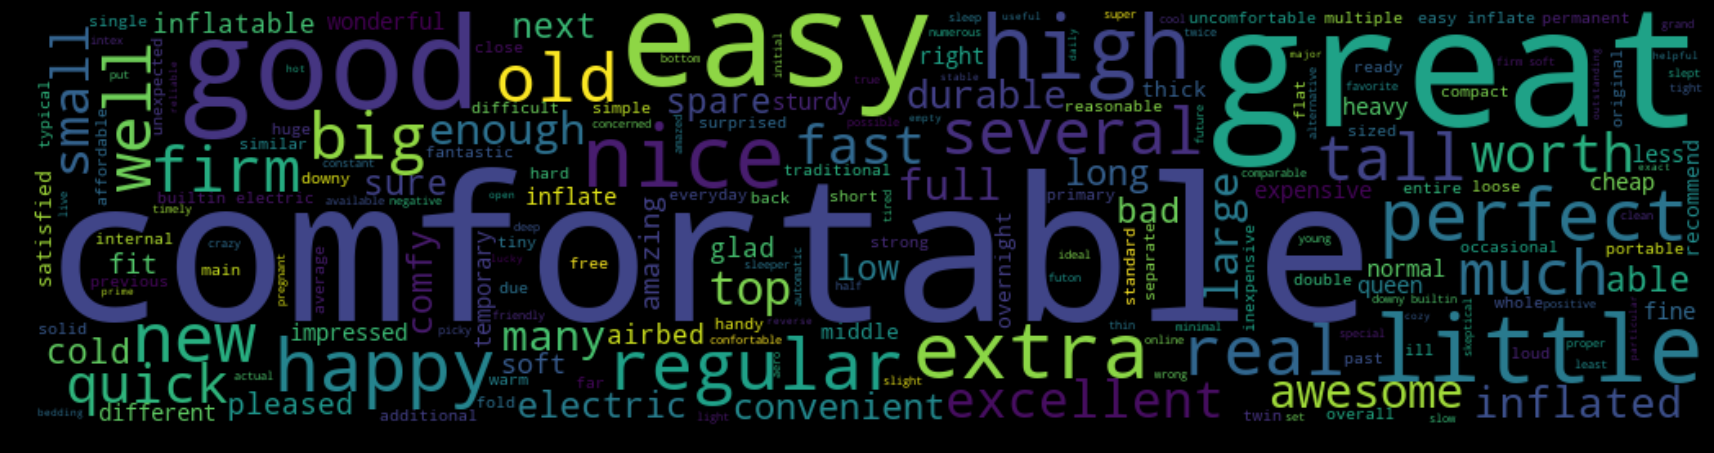 single
inflatable
wonderful
next
easy
sleep
useful
super
cool
uncomfortable
multiple
easy inflate
permanent
grand
intex
close
numerous
right
high
daily
twice
great
major
ready
firm soft
helpful
small
put
well
unexpected
reliable
good
hot
old
bottom
initial
true
stable
durable
thick
flat
alternative
favorite
compact
outstanding
original
slept
tight
typical
affordable
difficult
simple
spare
sturdy
reasonable
heavy
huge
big
enough
concerned
surprised
possible
empty
several
future
sized
similar
fantastic
nice
amazed
fast
tall
worth
less
exact
recommend
firm
constant
downy
sure
hard
traditional
full
long
comparable
satisfied
live
builtin electric
available
negative
open
inflate
everyday
back
short
tired
primary
large
expensive
entire
loose
cheap
timely
comfortable
amazing
bad
perfect
clean
internal
crazy
deep
tiny
glad
strong
overnight
ideal
standard
separated
young
occasional
portable
fit
main
pregnant
average
comfy
temporary
free
sleeper
automatic
low
futon
inexpensive
double
normal
much
able
previous
prime
lucky
due
top
half
queen
downy builtin
whole
positive
fine
solid
new
impressed
picky
friendly
many
airbed
handy
reverse
confortable
middle
thin
minimal
online
special
cozy
skeptical
proper
particular
cold
happy
soft
regular
aero
extra
real
past
ill
loud
least
little
quick
actual
warm
far
slight
wrong
awesome
bedding
different
pleased
additional
fold
electric
light
convenient
excellent
twin
set
overall
slow
inflated